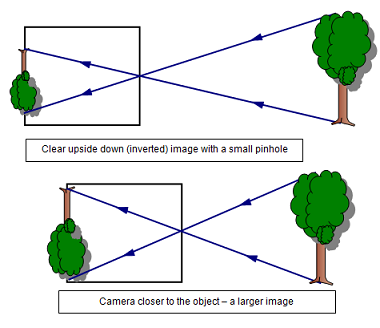 Clear upside down (inverted) image with a small pinhole
Camera closer to the object – a larger image